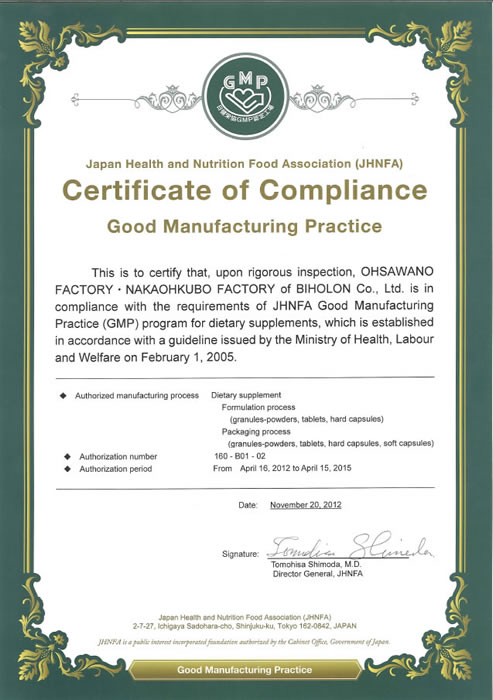 GMP
日健栄協GMP認定工場
Japan Health and Nutrition Food Association (JHNFA)
Certificate of Compliance
Good Manufacturing Practice
This is to certify that, upon rigorous inspection, OHSAWANO
FACTORY・NAKAOHKUBO FACTORY of BIHOLON Co., Ltd. is in
compliance with the requirements of JHNFA Good Manufacturing
Practice (GMP) program for dietary supplements, which is established
in accordance with a guideline issued by the Ministry of Health, Labour
and Welfare on February 1, 2005.
◆ Authorized manufacturing process Dietary supplement
Formulation process
(granules-powders, tablets, hard capsules)
Packaging process
(granules-powders, tablets, hard capsules, soft capsules)
◆ Authorization number 160 - B01 - 02
◆ Authorization period From April 16, 2012 to April 15, 2015
Date: November 20, 2012
Signature: Tomohisa Shimoda
Tomohisa Shimoda, M.D.
Director General, JHNFA
Japan Health and Nutrition Food Association (JHNFA)
2-7-27, Ichigaya Sadohara-cho, Shinjuku-ku, Tokyo 162-0842, JAPAN
JHNFA is a public interest incorporated foundation authorized by the Cabinet Office, Government of Japan.
Good Manufacturing Practice